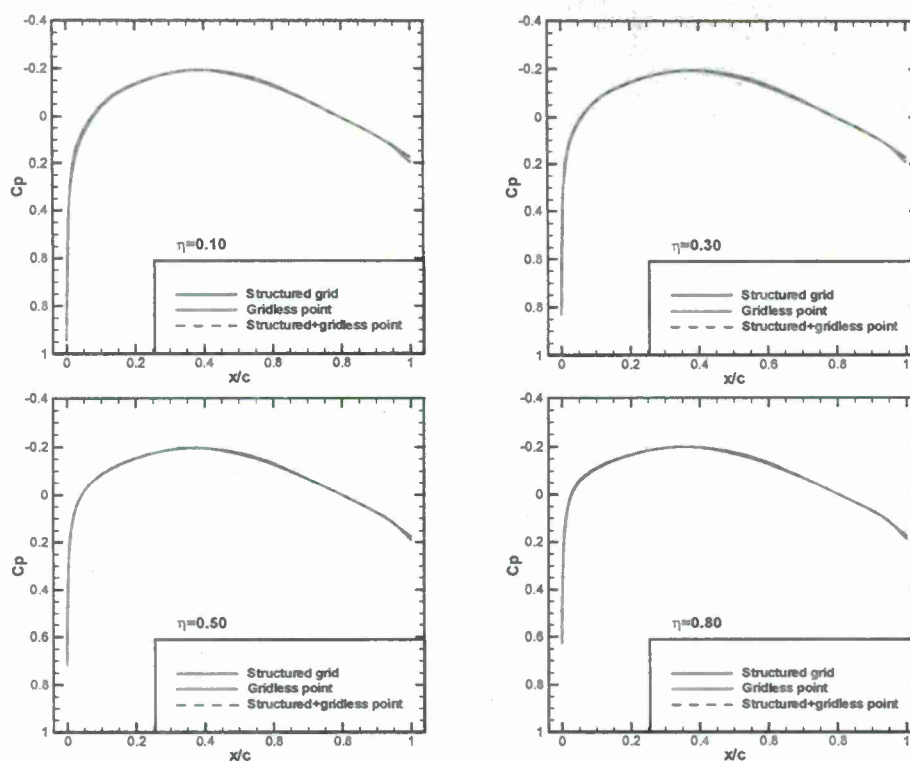 -0.4
-0.2
0
0.2
0.4
0.6
0.8
1
Cp
η=0.10
Structured grid
Gridless point
Structured+gridless point
0 0.2 0.4 0.6 0.8 1
x/c
-0.4
-0.2
0
0.2
0.4
0.6
0.8
1
Cp
η=0.30
Structured grid
Gridless point
Structured+gridless point
0 0.2 0.4 0.6 0.8 1
x/c
-0.4
-0.2
0
0.2
0.4
0.6
0.8
1
Cp
η=0.50
Structured grid
Gridless point
Structured+gridless point
0 0.2 0.4 0.6 0.8 1
x/c
-0.4
-0.2
0
0.2
0.4
0.6
0.8
1
Cp
η=0.80
Structured grid
Gridless point
Structured+gridless point
0 0.2 0.4 0.6 0.8 1
x/c